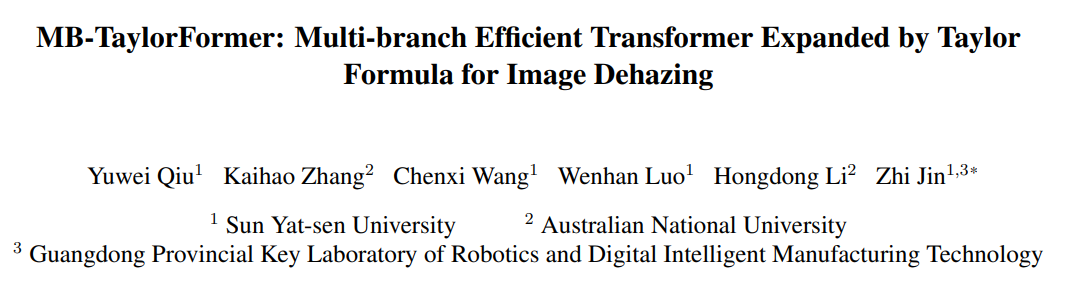 MB-TaylorFormer: Multi-branch Efficient Transformer Expanded by Taylor
Formula for Image Dehazing
Yuwei Qiu¹ Kaihao Zhang² Chenxi Wang¹ Wenhan Luo¹ Hongdong Li² Zhi Jin¹,³*
¹ Sun Yat-sen University ² Australian National University
³ Guangdong Provincial Key Laboratory of Robotics and Digital Intelligent Manufacturing Technology